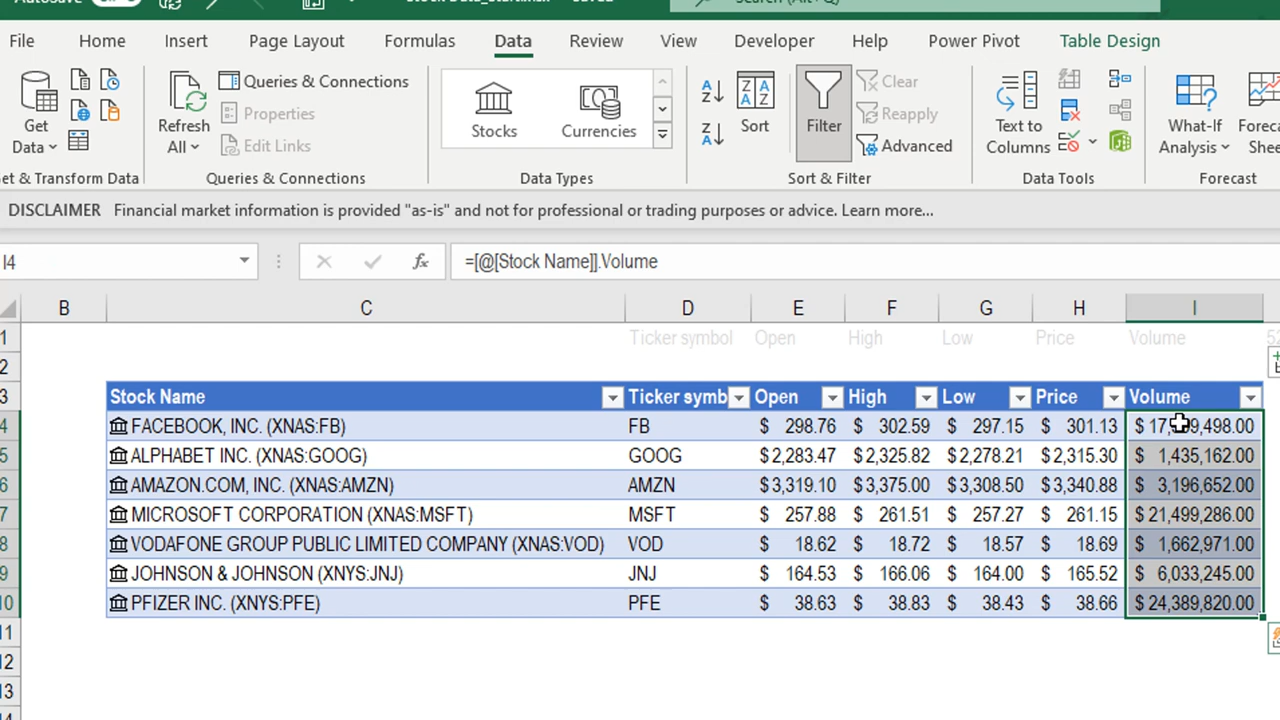 File Home Insert Page Layout Formulas Data Review View Developer Help Power Pivot Table Design
Get Data
Refresh All
Queries & Connections
Properties
Edit Links
Stocks Currencies
Sort
Filter
Clear
Reapply
Advanced
Text to Columns
What-If Analysis
& Transform Data Queries & Connections Data Types Sort & Filter Data Tools Forecast
DISCLAIMER Financial market information is provided "as-is" and not for professional or trading purposes or advice. Learn more...
I4 fx =[@[Stock Name]].Volume
B C D E F G H I
1 Ticker symbol Open High Low Price Volume
2
3 Stock Name Ticker symb Open High Low Price Volume
4 FACEBOOK, INC. (XNAS:FB) FB $ 298.76 $ 302.59 $ 297.15 $ 301.13
5 ALPHABET INC. (XNAS:GOOG) GOOG $2,283.47 $2,325.82 $2,278.21 $2,315.30 $ 1,435,162.00
6 AMAZON.COM, INC. (XNAS:AMZN) AMZN $3,319.10 $3,375.00 $3,308.50 $3,340.88 $ 3,196,652.00
7 MICROSOFT CORPORATION (XNAS:MSFT) MSFT $ 257.88 $ 261.51 $ 257.27 $ 261.15 $ 21,499,286.00
8 VODAFONE GROUP PUBLIC LIMITED COMPANY (XNAS:VOD) VOD $ 18.62 $ 18.72 $ 18.57 $ 18.69 $ 1,662,971.00
9 JOHNSON & JOHNSON (XNYS:JNJ) JNJ $ 164.53 $ 166.06 $ 164.00 $ 165.52 $ 6,033,245.00
10 PFIZER INC. (XNYS:PFE) PFE $ 38.63 $ 38.83 $ 38.43 $ 38.66 $ 24,389,820.00
11
12
13